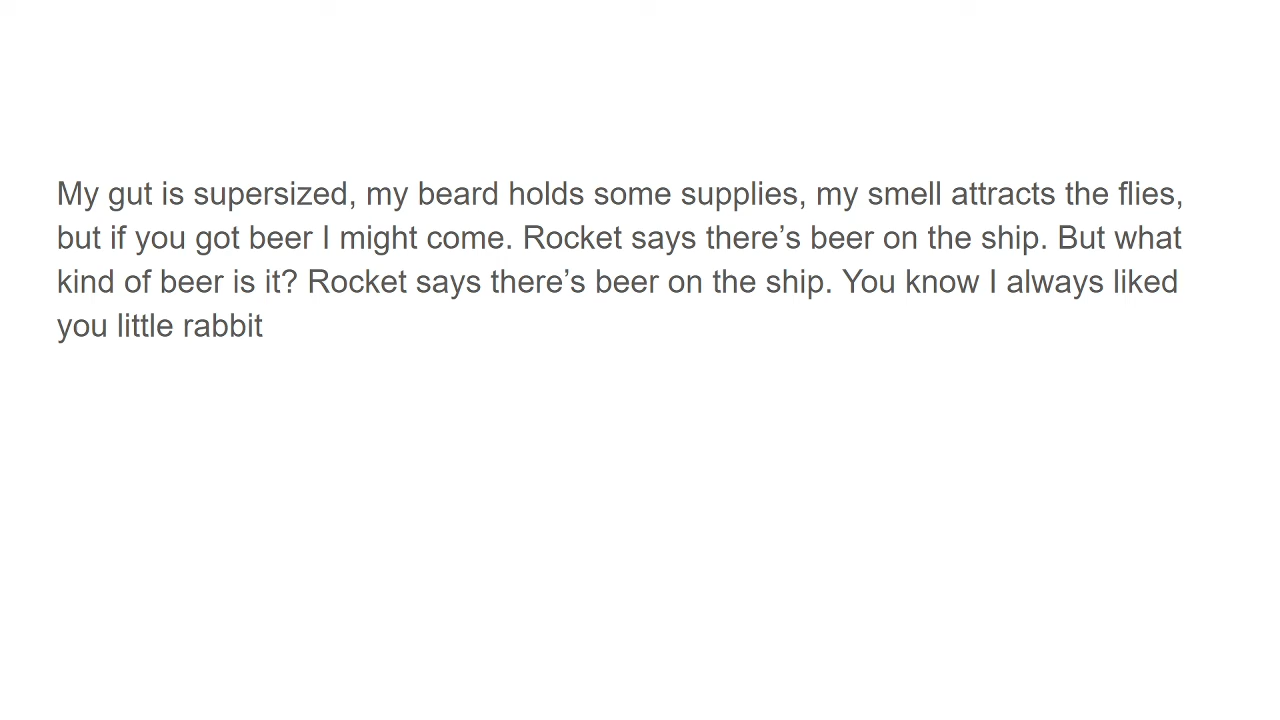 My gut is supersized, my beard holds some supplies, my smell attracts the flies,
but if you got beer I might come. Rocket says there’s beer on the ship. But what
kind of beer is it? Rocket says there’s beer on the ship. You know I always liked
you little rabbit